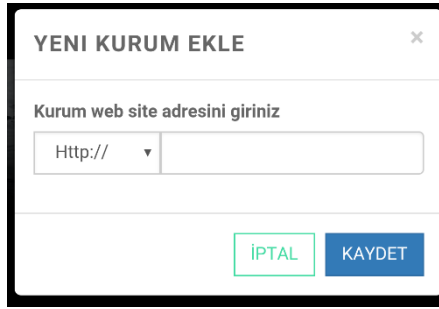 YENI KURUM EKLE ×
Kurum web site adresini giriniz
Http:// ▾
İPTAL KAYDET